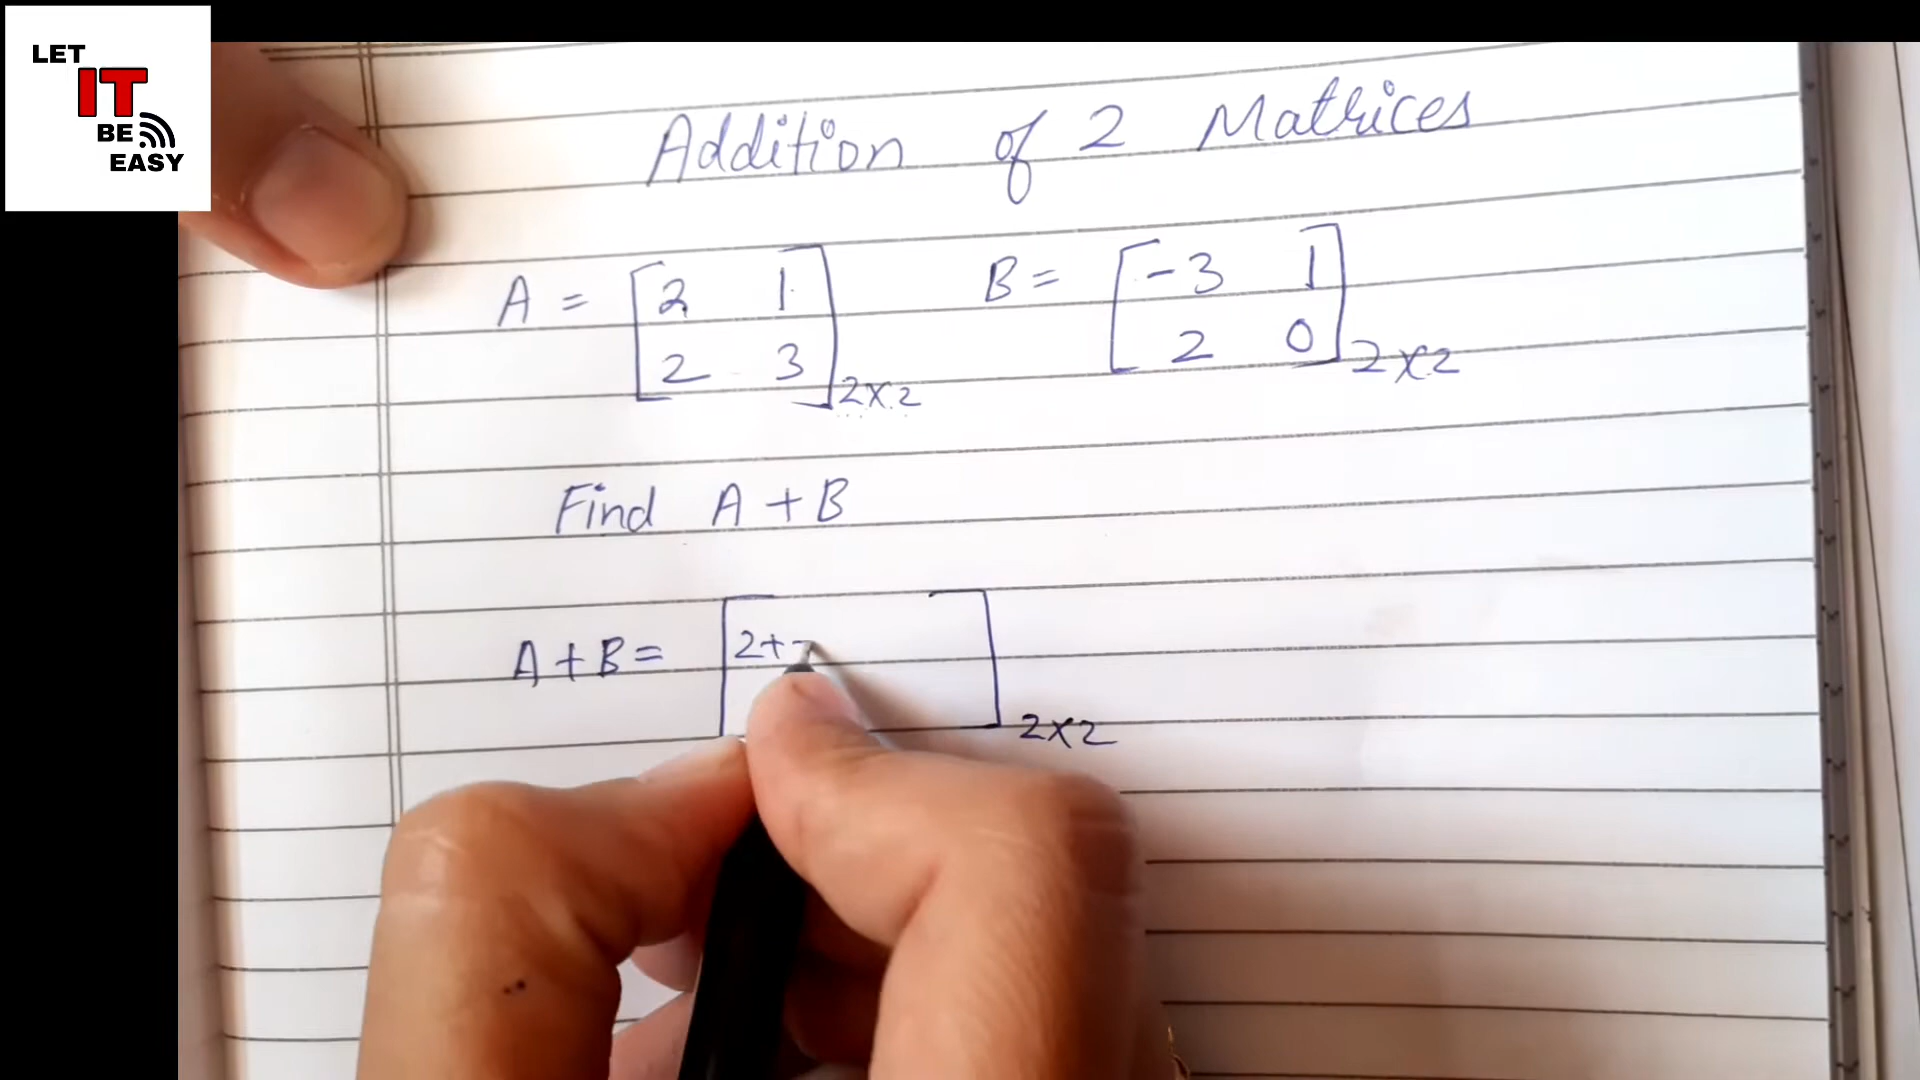 LET
IT
BE
EASY
Addition of 2 Matrices
A = [2 1 B = [-3 1
2 3]2x2 2 0]2x2
Find A + B
A + B = [2+-
]2x2